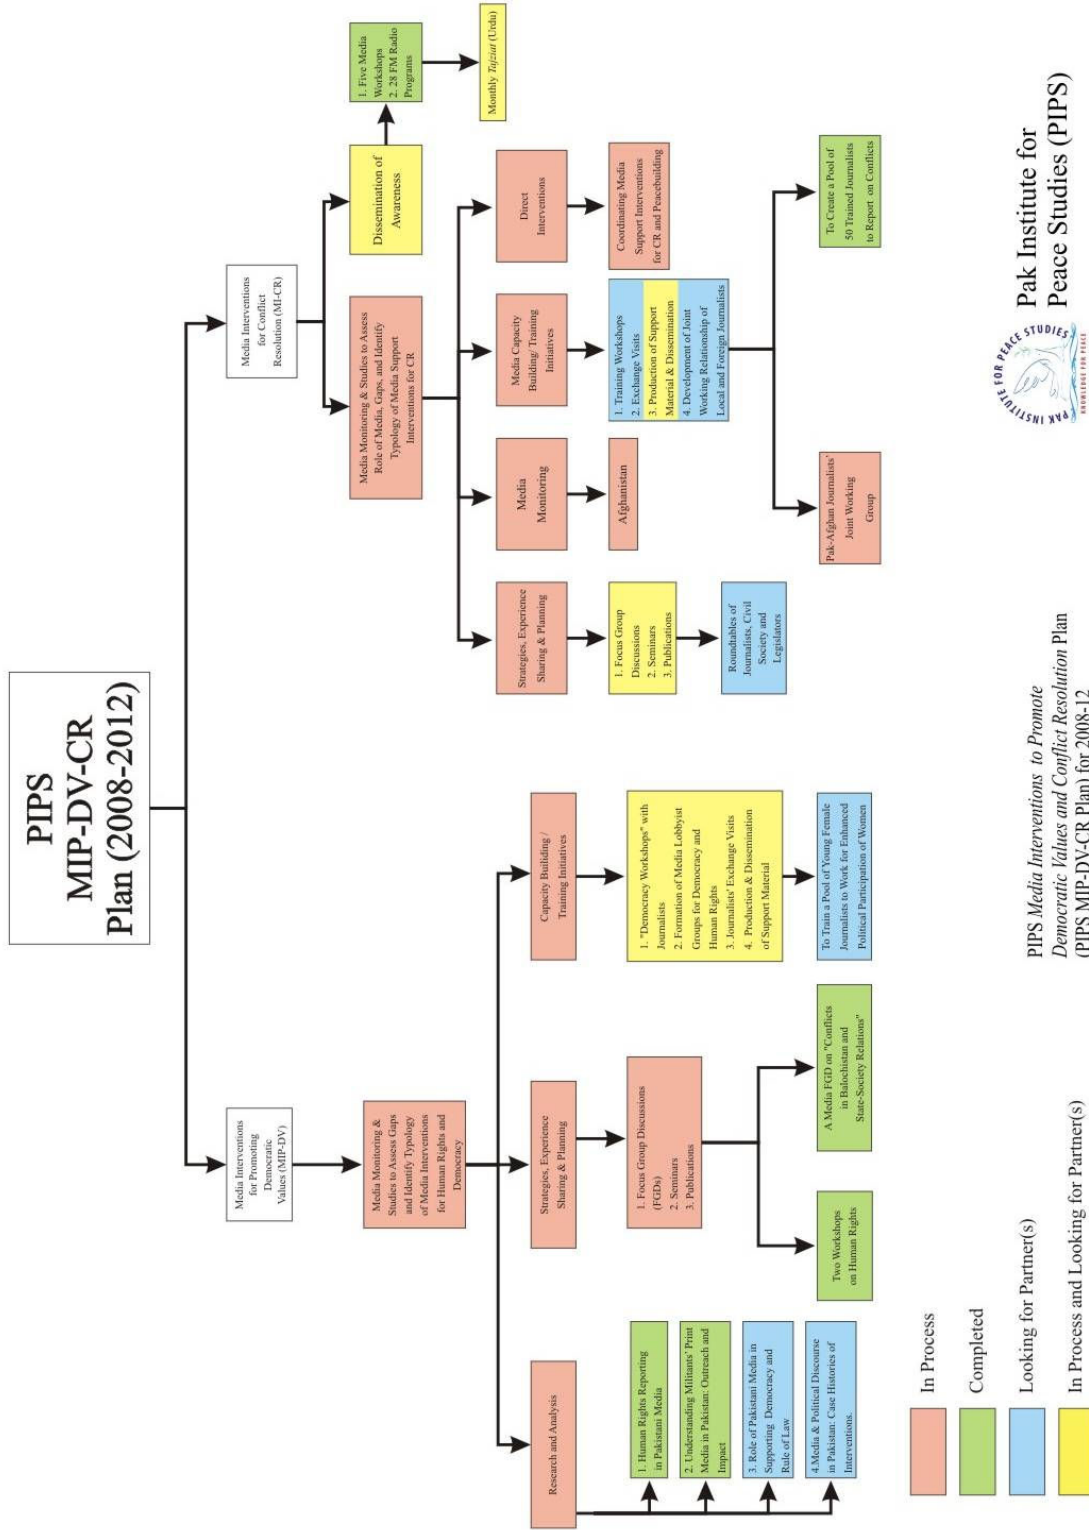 PIPS
MIP-DV-CR
Plan (2008-2012)
Media Interventions
for Promoting
Democratic
Values (MIP-DV)
Media Interventions
for Conflict
Resolution (MI-CR)
Media Monitoring &
Studies to Assess Gaps
and Identify Typology
of Media Interventions
for Human Rights and
Democracy
Media Monitoring & Studies to Assess
Role of Media, Gaps, and Identify
Typology of Media Support
Interventions for CR
Dissemination of
Awareness
1. Five Media
Workshops
2. 28 FM Radio
Programs
Monthly Tajziat (Urdu)
Research and Analysis
Strategies, Experience
Sharing & Planning
Capacity Builiding /
Training Initiatives
Strategies, Experience
Sharing & Planning
Media
Monitoring
Media Capacity
Building/ Training
Initiatives
Direct
Interventions
1. Human Rights Reporting
in Pakistani Media
2. Understanding Militants' Print
Media in Pakistan: Outreach and
Impact
3. Role of Pakistani Media in
Supporting Democracy and
Rule of Law
4.Media & Political Discourse
in Pakistan: Case Histories of
Interventions.
1. Focus Group Discussions
(FGDs)
2. Seminars
3. Publications
Two Workshops
on Human Rights
A Media FGD on "Conflicts
in Balochistan and
State-Society Relations"
1. "Democracy Workshops" with
Journalists
2. Formation of Media Lobbyist
Groups for Democracy and
Human Rights
3. Journalists' Exchange Visits
4. Production & Dissemination
of Support Material
To Train a Pool of Young Female
Journalists to Work for Enhanced
Political Participation of Women
1. Focus Group
Discussions
2. Seminars
3. Publications
Roundtables of
Journalists, Civil
Society and
Legislators
Afghanistan
1. Training Workshops
2. Exchange Visits
3. Production of Support
Material & Dissemination
4. Development of Joint
Working Relationship of
Local and Foreign Journalists
Coordinating Media
Support Interventions
for CR and Peacebuilding
Pak-Afghan Journalists'
Joint Working
Group
To Create a Pool of
50 Trained Journalists
to Report on Conflicts
In Process
Completed
Looking for Partner(s)
In Process and Looking for Partner(s)
PIPS Media Interventions to Promote
Democratic Values and Conflict Resolution Plan
(PIPS MIP-DV-CR Plan) for 2008-12
PAK INSTITUTE FOR PEACE STUDIES
KNOWLEDGE FOR PEACE
Pak Institute for
Peace Studies (PIPS)